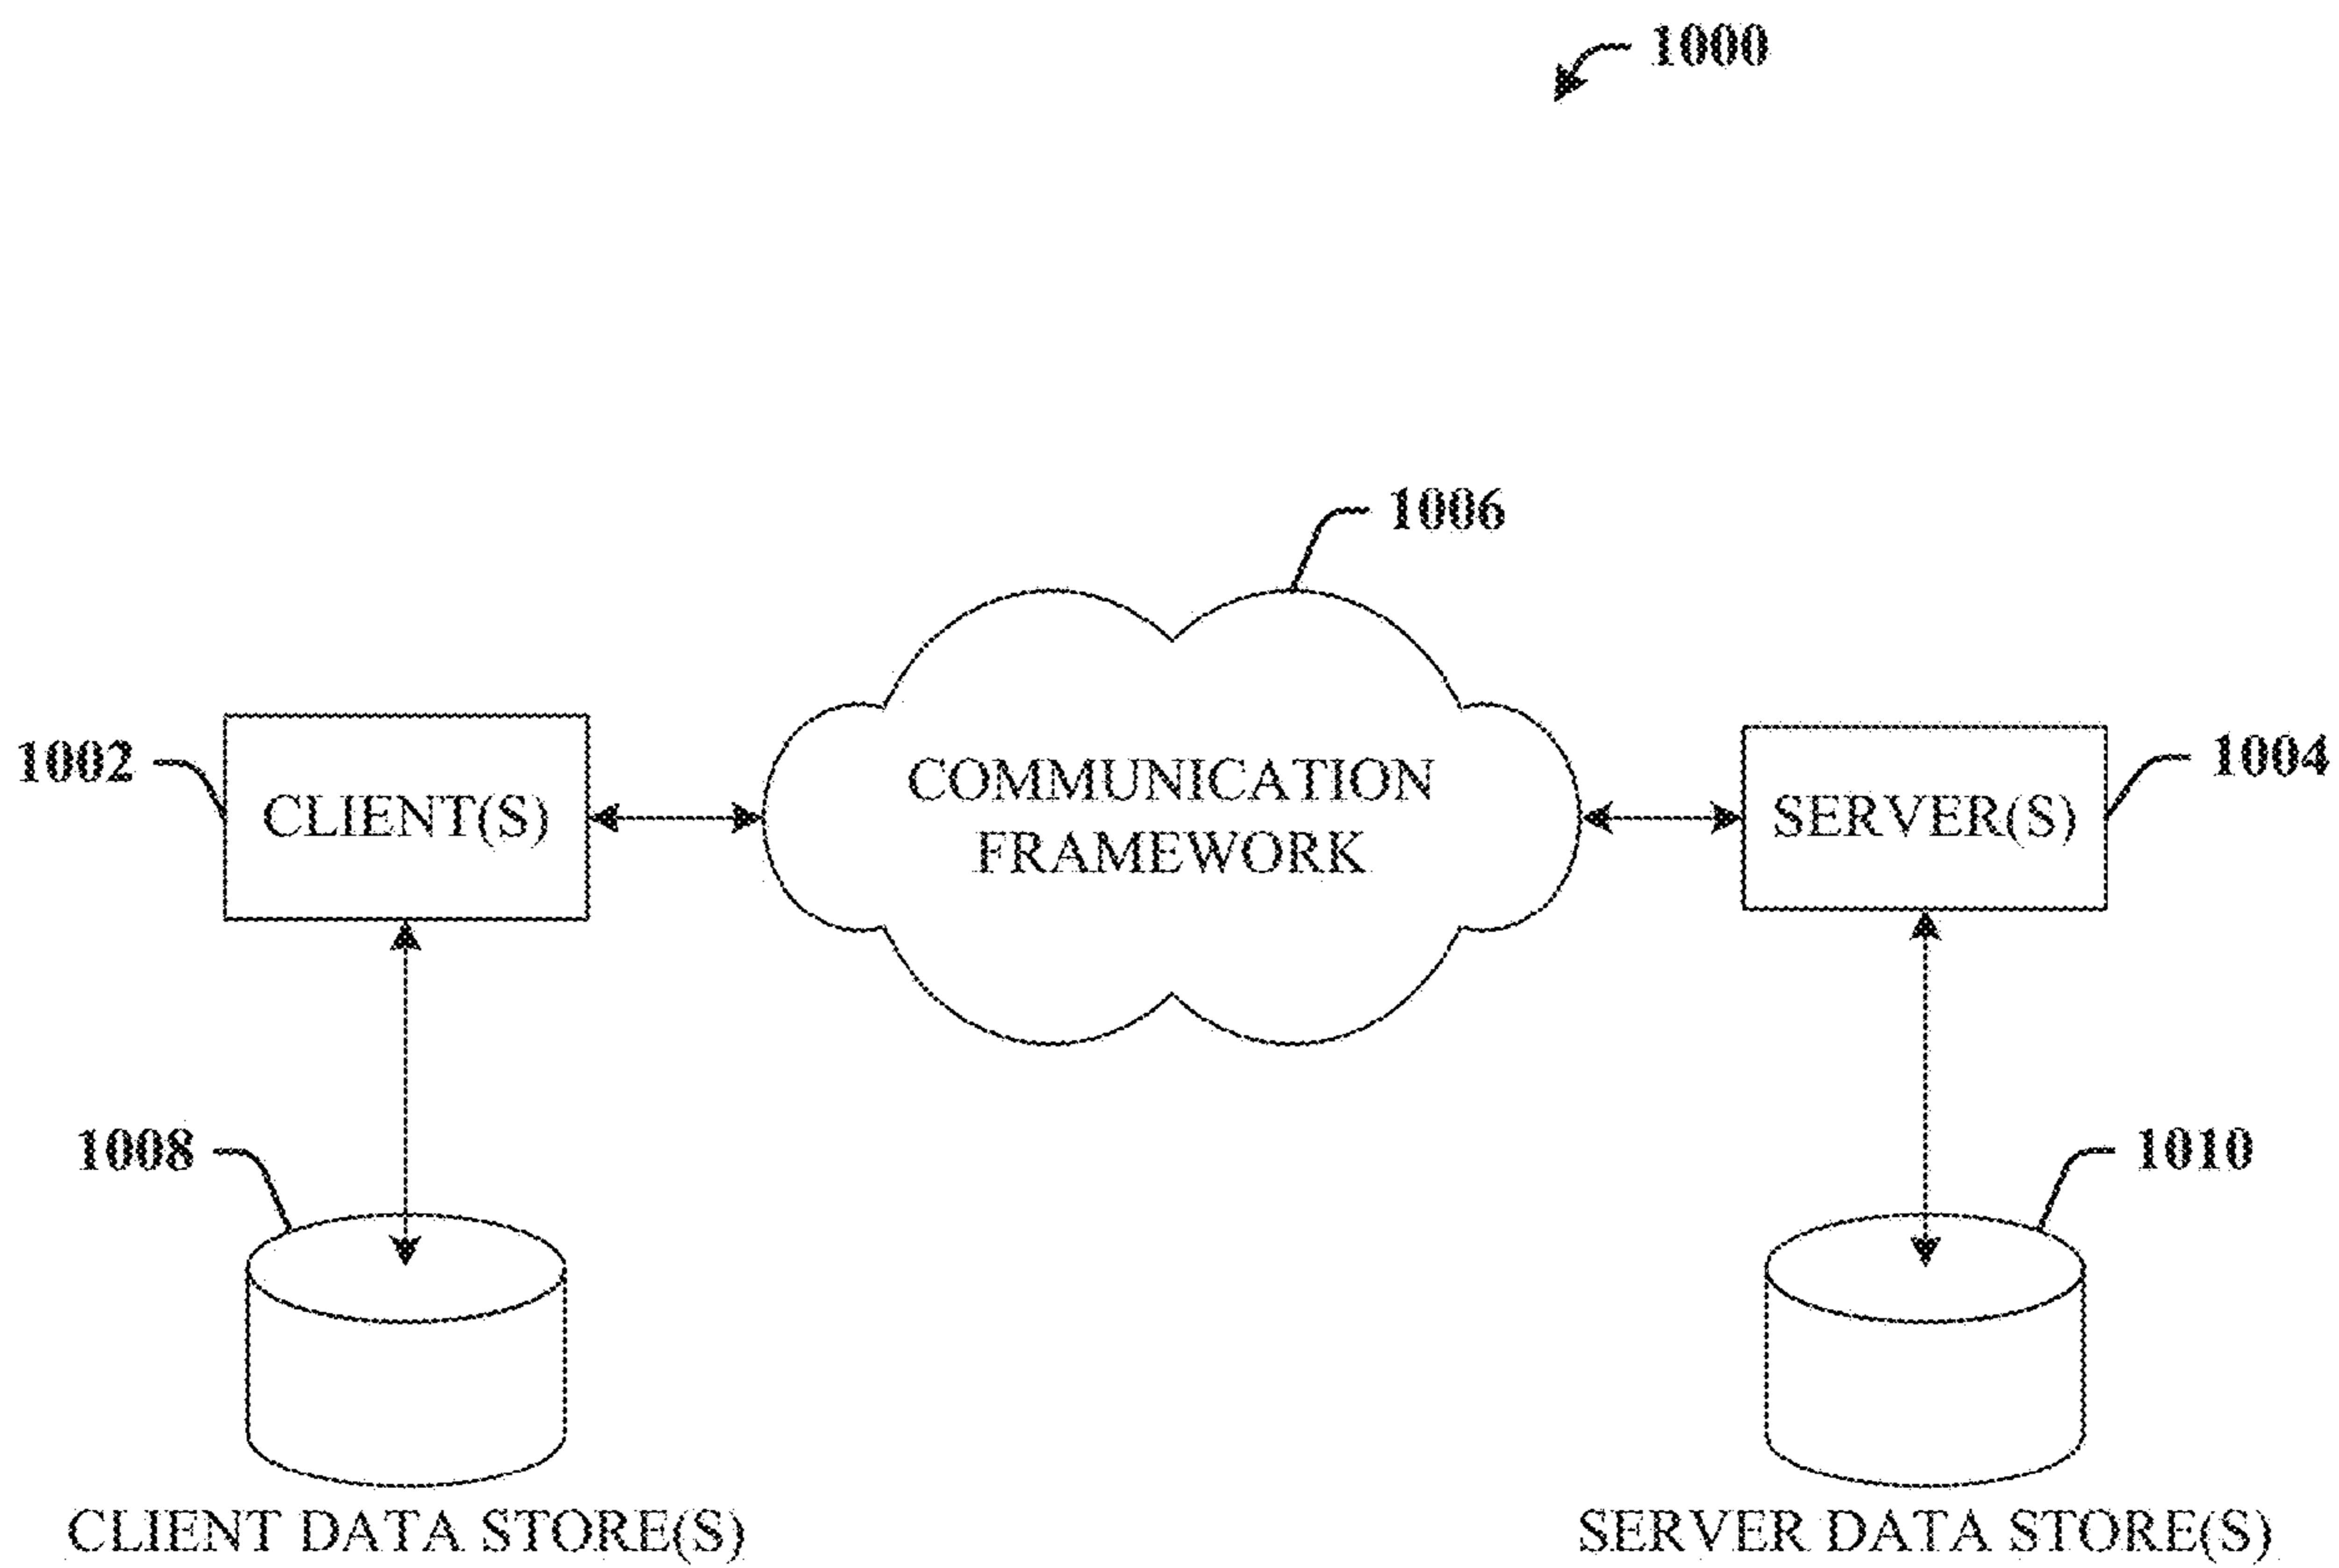 1000
1006
1002
CLIENT(S)
COMMUNICATION
FRAMEWORK
SERVER(S)
1004
1008
1010
CLIENT DATA STORE(S)
SERVER DATA STORE(S)